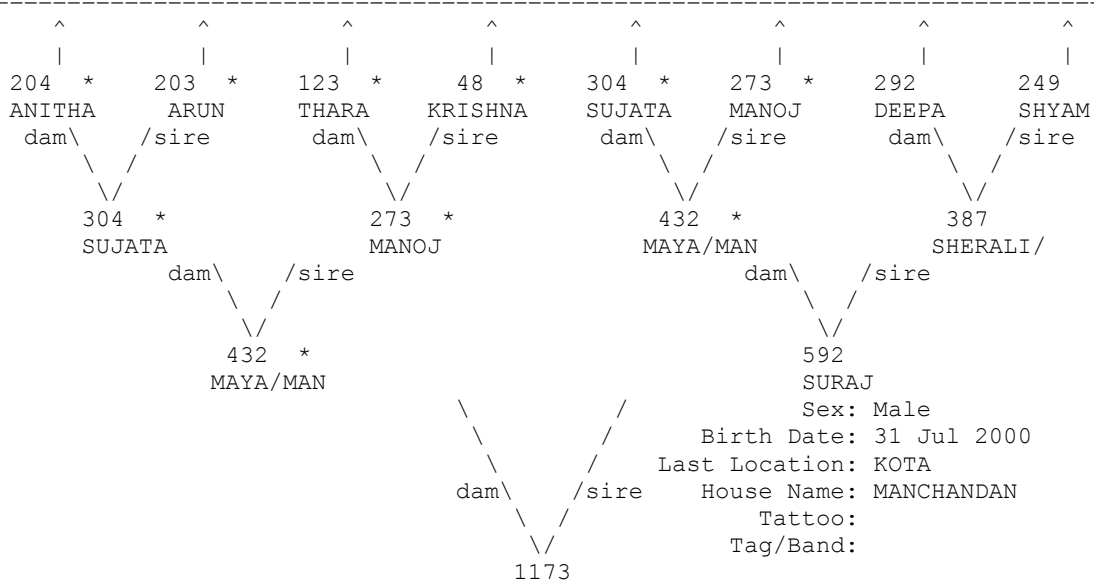 ^ ^ ^ ^ ^ ^ ^ ^
| | | | | | | |
204 * 203 * 123 * 48 * 304 * 273 * 292 249
ANITHA ARUN THARA KRISHNA SUJATA MANOJ DEEPA SHYAM
dam\ /sire dam\ /sire dam\ /sire dam\ /sire
\ / \ / \ / \ /
\/ \/ \/ \/
304 * 273 * 432 * 387
SUJATA MANOJ MAYA/MAN SHERALI/
dam\ /sire dam\ /sire
\ / \ /
\/ \/
432 * 592
MAYA/MAN SURAJ
\ / Sex: Male
\ / Birth Date: 31 Jul 2000
\ / Last Location: KOTA
dam\ /sire House Name: MANCHANDAN
\ / Tattoo:
\/ Tag/Band:
1173